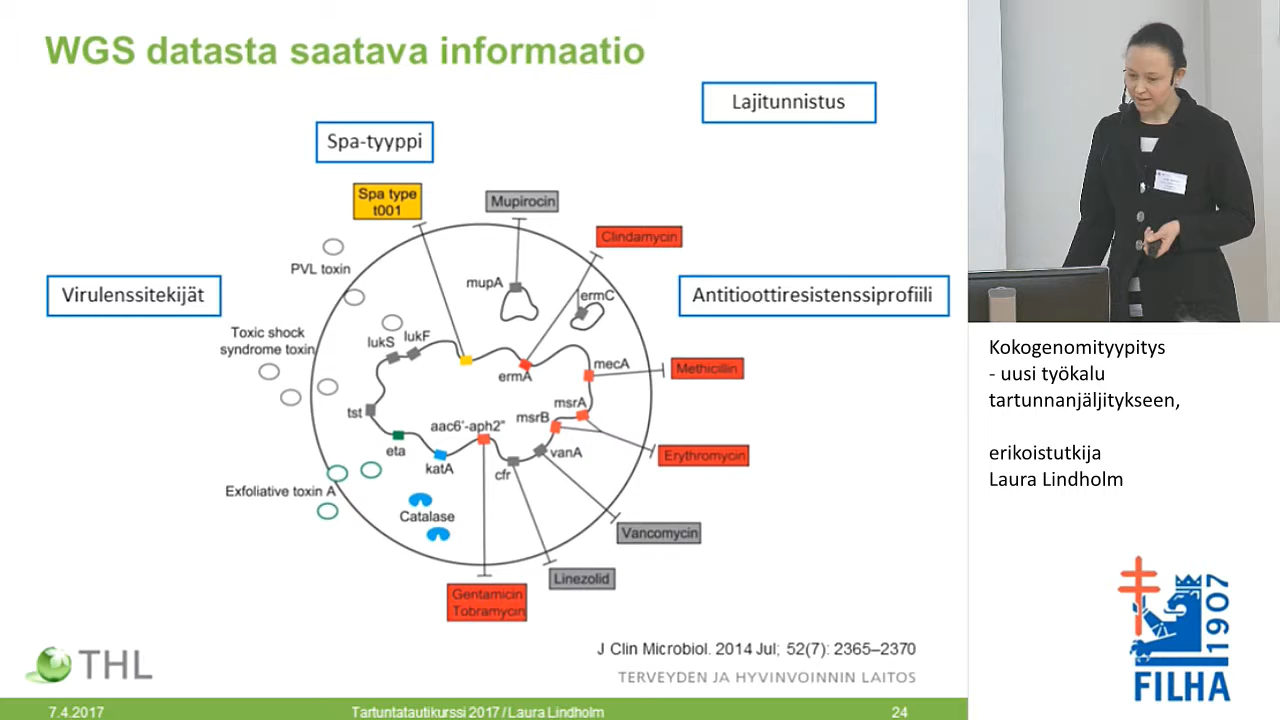 WGS datasta saatava informaatio
Lajitunnistus
Spa-tyyppi
Spa type
t001
Mupirocin
Clindamycin
PVL toxin
mupA
ermC
Virulenssitekijät
Antitioottiresistenssiprofiili
Toxic shock
syndrome toxin
lukS
lukF
ermA
mecA
Methicillin
msrA
msrB
tst
aac6'-aph2"
eta
katA
cfr
vanA
Erythromycin
Exfoliative toxin A
Catalase
Vancomycin
Linezolid
Gentamicin
Tobramycin
J Clin Microbiol. 2014 Jul; 52(7): 2365–2370
THL
TERVEYDEN JA HYVINVOINNIN LAITOS
7.4.2017
Tartuntatautikurssi 2017 / Laura Lindholm
24
Kokogenomityypitys
- uusi työkalu
tartunnanjäljitykseen,
erikoistutkija
Laura Lindholm
1907
FILHA